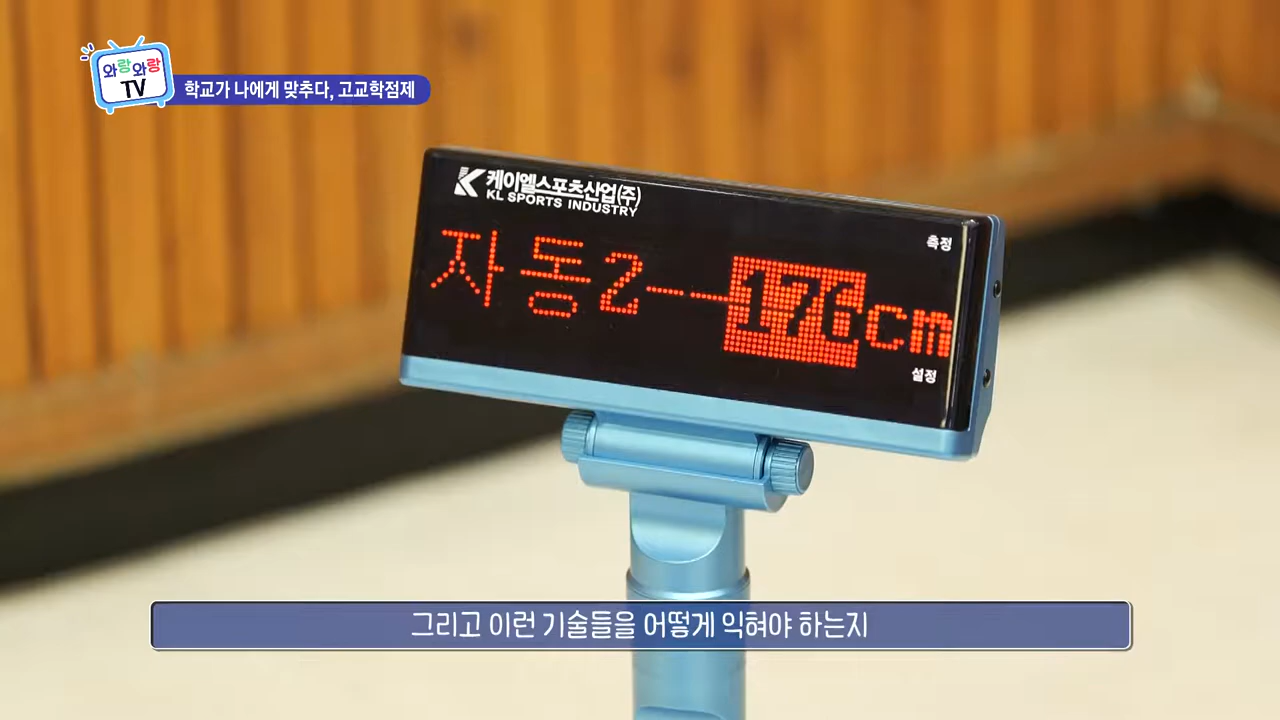 와랑와랑
TV
학교가 나에게 맞추다, 고교학점제
케이엘스포츠산업(주)
KL SPORTS INDUSTRY
측정
자동2--176cm
설정
그리고 이런 기술들을 어떻게 익혀야 하는지